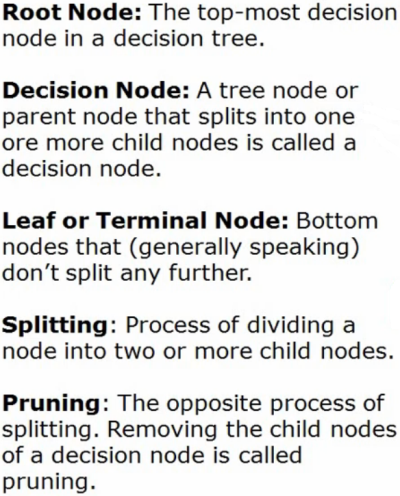 Root Node: The top-most decision
node in a decision tree.
Decision Node: A tree node or
parent node that splits into one
ore more child nodes is called a
decision node.
Leaf or Terminal Node: Bottom
nodes that (generally speaking)
don’t split any further.
Splitting: Process of dividing a
node into two or more child nodes.
Pruning: The opposite process of
splitting. Removing the child nodes
of a decision node is called
pruning.